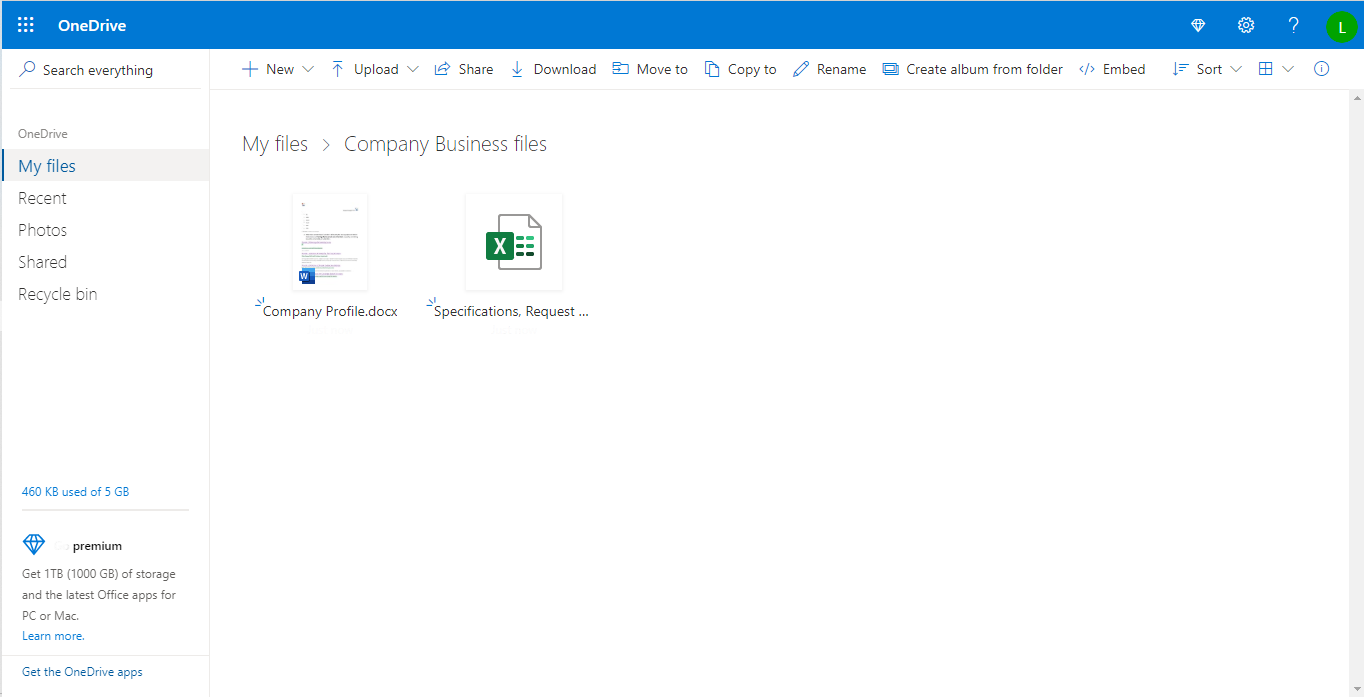 OneDrive
L
Search everything
New
Upload
Share
Download
Move to
Copy to
Rename
Create album from folder
Embed
Sort
OneDrive
My files
Recent
Photos
Shared
Recycle bin
My files > Company Business files
W
X
Company Profile.docx
Specifications, Request ...
460 KB used of 5 GB
premium
Get 1TB (1000 GB) of storage
and the latest Office apps for
PC or Mac.
Learn more.
Get the OneDrive apps